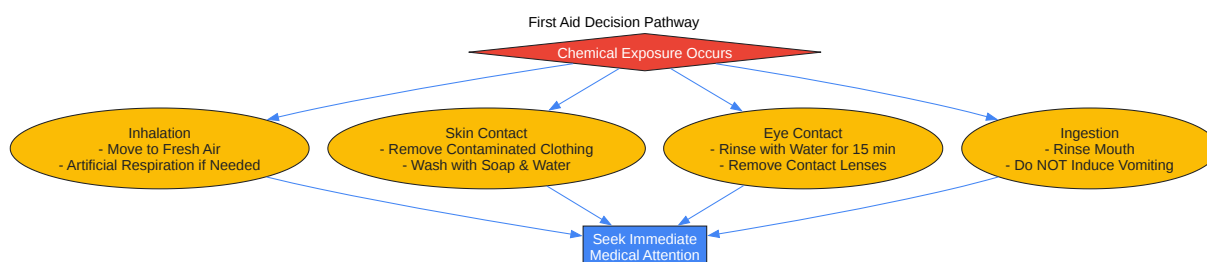 First Aid Decision Pathway
Chemical Exposure Occurs
Inhalation
- Move to Fresh Air
- Artificial Respiration if Needed
Skin Contact
- Remove Contaminated Clothing
- Wash with Soap & Water
Eye Contact
- Rinse with Water for 15 min
- Remove Contact Lenses
Ingestion
- Rinse Mouth
- Do NOT Induce Vomiting
Seek Immediate
Medical Attention